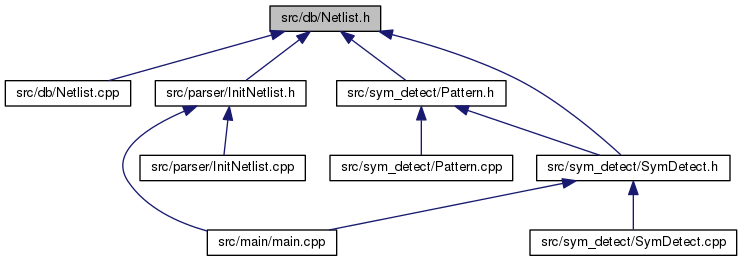 src/db/Netlist.h
src/db/Netlist.cpp
src/parser/InitNetlist.h
src/sym_detect/Pattern.h
src/parser/InitNetlist.cpp
src/sym_detect/Pattern.cpp
src/sym_detect/SymDetect.h
src/main/main.cpp
src/sym_detect/SymDetect.cpp